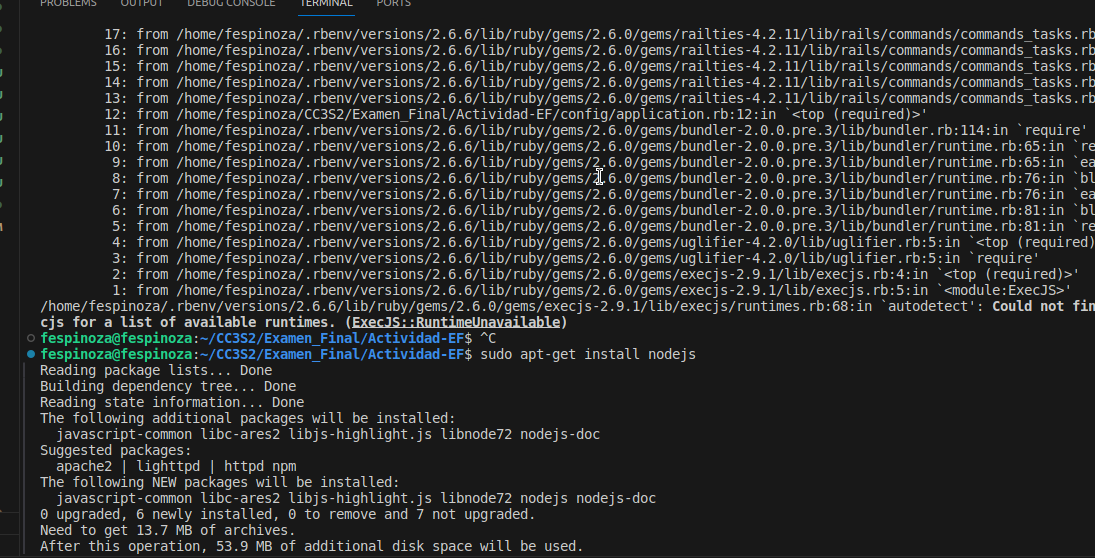 PROBLEMS OUTPUT DEBUG CONSOLE TERMINAL PORTS
17: from /home/fespinoza/.rbenv/versions/2.6.6/lib/ruby/gems/2.6.0/gems/railties-4.2.11/lib/rails/commands/commands_tasks.rb
16: from /home/fespinoza/.rbenv/versions/2.6.6/lib/ruby/gems/2.6.0/gems/railties-4.2.11/lib/rails/commands/commands_tasks.rb
15: from /home/fespinoza/.rbenv/versions/2.6.6/lib/ruby/gems/2.6.0/gems/railties-4.2.11/lib/rails/commands/commands_tasks.rb
14: from /home/fespinoza/.rbenv/versions/2.6.6/lib/ruby/gems/2.6.0/gems/railties-4.2.11/lib/rails/commands/commands_tasks.rb
13: from /home/fespinoza/.rbenv/versions/2.6.6/lib/ruby/gems/2.6.0/gems/railties-4.2.11/lib/rails/commands/commands_tasks.rb
12: from /home/fespinoza/CC3S2/Examen_Final/Actividad-EF/config/application.rb:12:in `<top (required)>'
11: from /home/fespinoza/.rbenv/versions/2.6.6/lib/ruby/gems/2.6.0/gems/bundler-2.0.0.pre.3/lib/bundler.rb:114:in `require'
10: from /home/fespinoza/.rbenv/versions/2.6.6/lib/ruby/gems/2.6.0/gems/bundler-2.0.0.pre.3/lib/bundler/runtime.rb:65:in `re
9: from /home/fespinoza/.rbenv/versions/2.6.6/lib/ruby/gems/2.6.0/gems/bundler-2.0.0.pre.3/lib/bundler/runtime.rb:65:in `ea
8: from /home/fespinoza/.rbenv/versions/2.6.6/lib/ruby/gems/2.6.0/gems/bundler-2.0.0.pre.3/lib/bundler/runtime.rb:76:in `bl
7: from /home/fespinoza/.rbenv/versions/2.6.6/lib/ruby/gems/2.6.0/gems/bundler-2.0.0.pre.3/lib/bundler/runtime.rb:76:in `ea
6: from /home/fespinoza/.rbenv/versions/2.6.6/lib/ruby/gems/2.6.0/gems/bundler-2.0.0.pre.3/lib/bundler/runtime.rb:81:in `bl
5: from /home/fespinoza/.rbenv/versions/2.6.6/lib/ruby/gems/2.6.0/gems/bundler-2.0.0.pre.3/lib/bundler/runtime.rb:81:in `re
4: from /home/fespinoza/.rbenv/versions/2.6.6/lib/ruby/gems/2.6.0/gems/uglifier-4.2.0/lib/uglifier.rb:5:in `<top (required)
3: from /home/fespinoza/.rbenv/versions/2.6.6/lib/ruby/gems/2.6.0/gems/uglifier-4.2.0/lib/uglifier.rb:5:in `require'
2: from /home/fespinoza/.rbenv/versions/2.6.6/lib/ruby/gems/2.6.0/gems/execjs-2.9.1/lib/execjs.rb:4:in `<top (required)>'
1: from /home/fespinoza/.rbenv/versions/2.6.6/lib/ruby/gems/2.6.0/gems/execjs-2.9.1/lib/execjs.rb:5:in `<module:ExecJS>'
/home/fespinoza/.rbenv/versions/2.6.6/lib/ruby/gems/2.6.0/gems/execjs-2.9.1/lib/execjs/runtimes.rb:68:in `autodetect': Could not fin
cjs for a list of available runtimes. (ExecJS::RuntimeUnavailable)
fespinoza@fespinoza:~/CC3S2/Examen_Final/Actividad-EF$ ^C
fespinoza@fespinoza:~/CC3S2/Examen_Final/Actividad-EF$ sudo apt-get install nodejs
Reading package lists... Done
Building dependency tree... Done
Reading state information... Done
The following additional packages will be installed:
javascript-common libc-ares2 libjs-highlight.js libnode72 nodejs-doc
Suggested packages:
apache2 | lighttpd | httpd npm
The following NEW packages will be installed:
javascript-common libc-ares2 libjs-highlight.js libnode72 nodejs nodejs-doc
0 upgraded, 6 newly installed, 0 to remove and 7 not upgraded.
Need to get 13.7 MB of archives.
After this operation, 53.9 MB of additional disk space will be used.